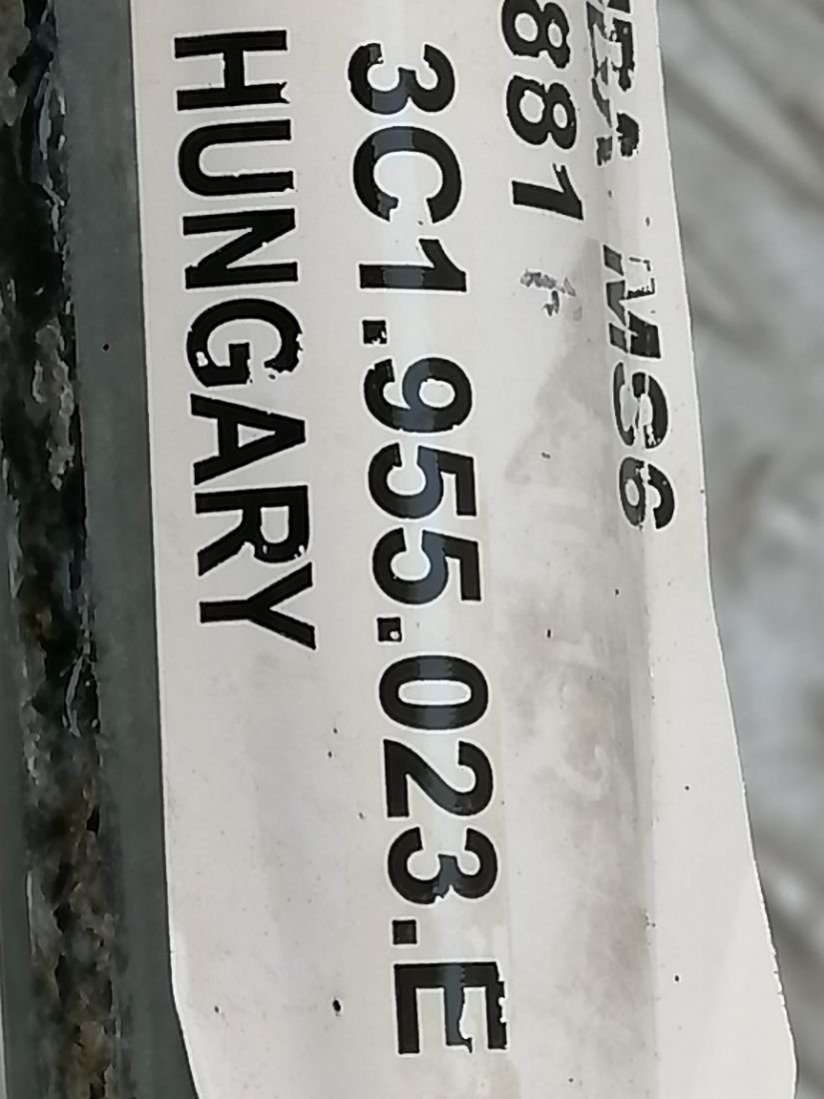 MS6
881
3C1.955.023.E
HUNGARY